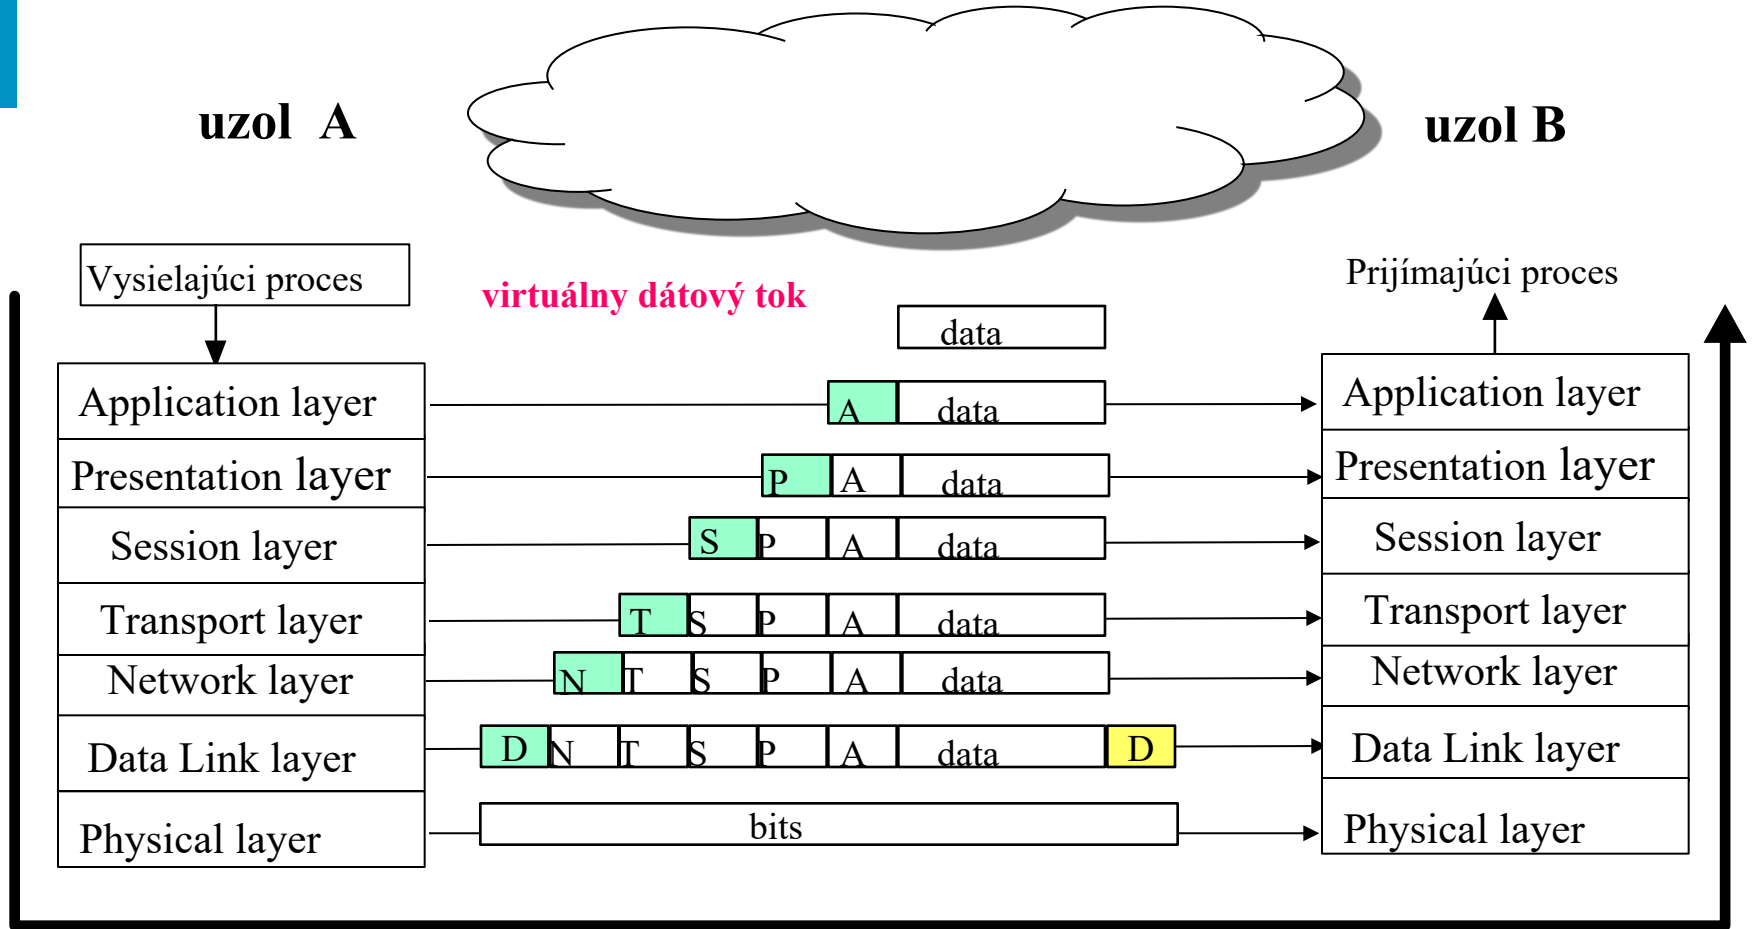 uzol A
uzol B
Vysielajúci proces
virtuálny dátový tok
Prijímajúci proces
data
Application layer
A data
Application layer
Presentation layer
P A data
Presentation layer
Session layer
S P A data
Session layer
Transport layer
T S P A data
Transport layer
Network layer
N T S P A data
Network layer
Data Link layer
D N T S P A data D
Data Link layer
Physical layer
bits
Physical layer